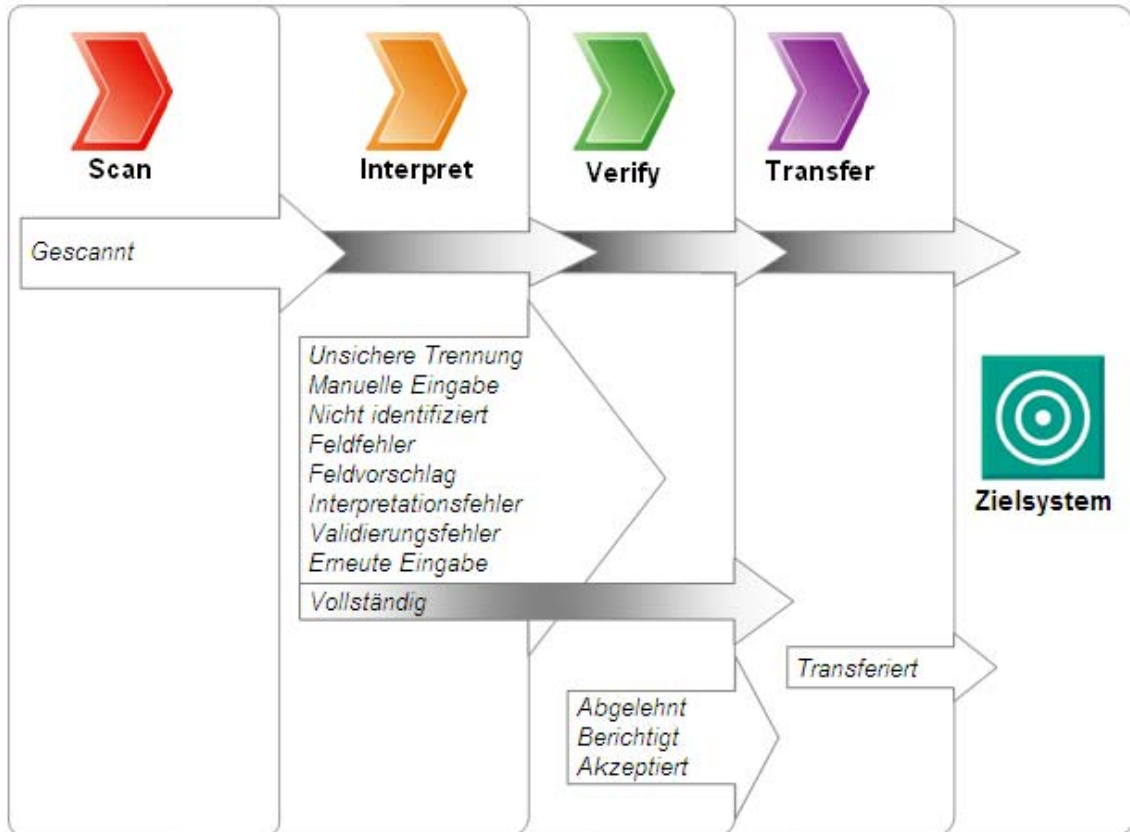 Scan
Interpret
Verify
Transfer
Gescannt
Unsichere Trennung
Manuelle Eingabe
Nicht identifiziert
Feldfehler
Feldvorschlag
Interpretationsfehler
Validierungsfehler
Erneute Eingabe
Vollständig
Zielsystem
Transferiert
Abgelehnt
Berichtigt
Akzeptiert